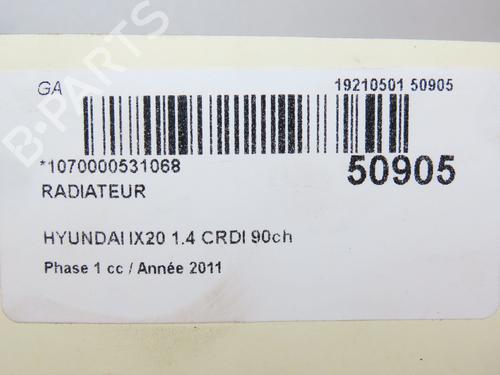 B-PARTS
GA
19210501 50905
*1070000531068
50905
RADIATEUR
HYUNDAI IX20 1.4 CRDI 90ch
Phase 1 cc / Année 2011